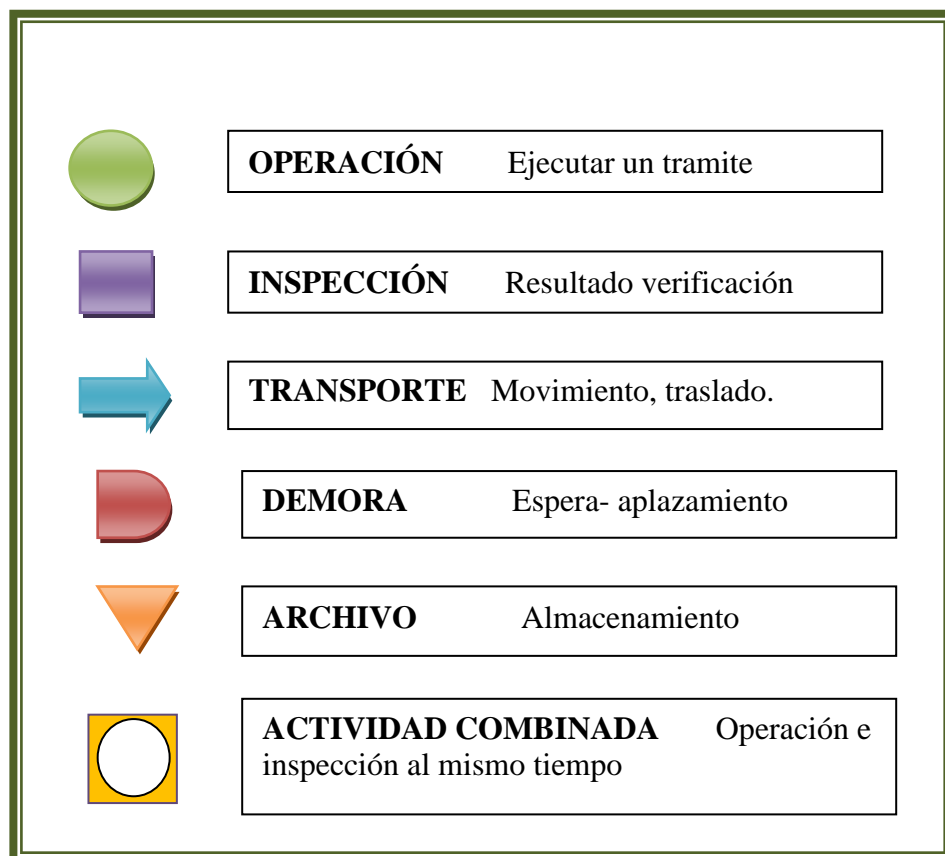 OPERACIÓN Ejecutar un tramite
INSPECCIÓN Resultado verificación
TRANSPORTE Movimiento, traslado.
DEMORA Espera- aplazamiento
ARCHIVO Almacenamiento
ACTIVIDAD COMBINADA Operación e
inspección al mismo tiempo